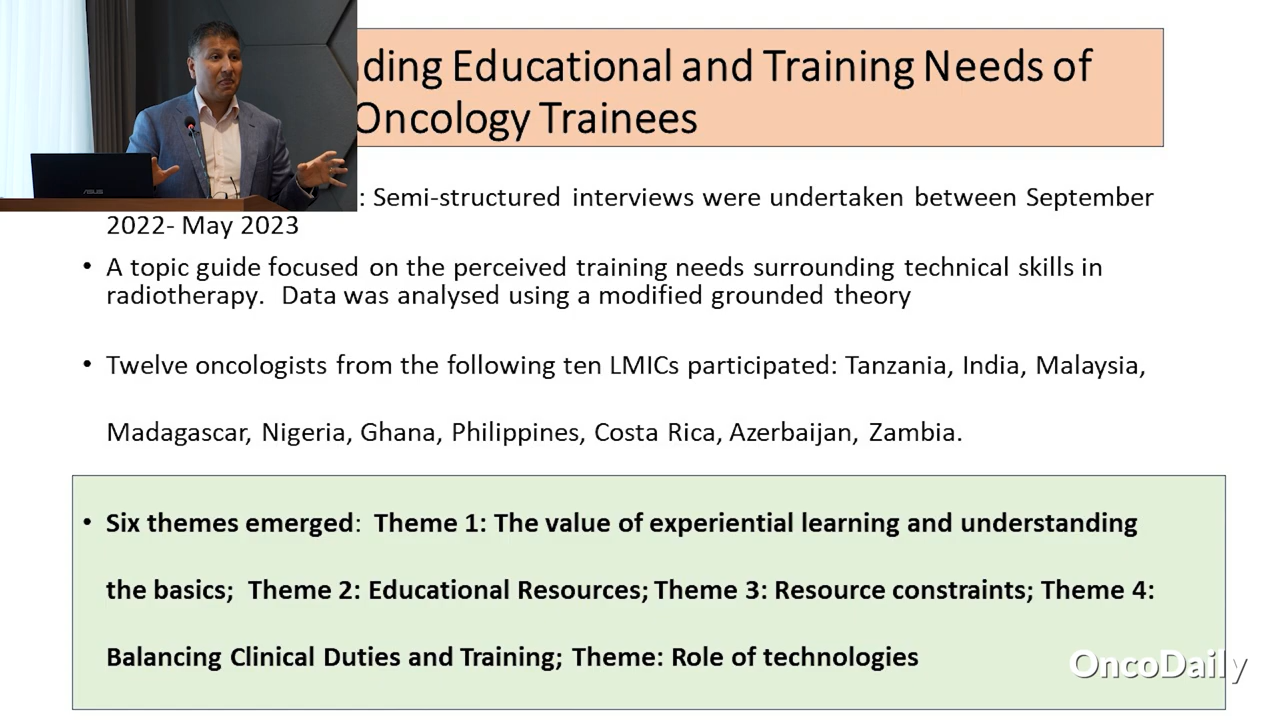 ding Educational and Training Needs of
Oncology Trainees
: Semi-structured interviews were undertaken between September
2022- May 2023
• A topic guide focused on the perceived training needs surrounding technical skills in
radiotherapy. Data was analysed using a modified grounded theory
• Twelve oncologists from the following ten LMICs participated: Tanzania, India, Malaysia,
Madagascar, Nigeria, Ghana, Philippines, Costa Rica, Azerbaijan, Zambia.
• Six themes emerged: Theme 1: The value of experiential learning and understanding
the basics; Theme 2: Educational Resources; Theme 3: Resource constraints; Theme 4:
Balancing Clinical Duties and Training; Theme: Role of technologies
OncoDaily
ASUS